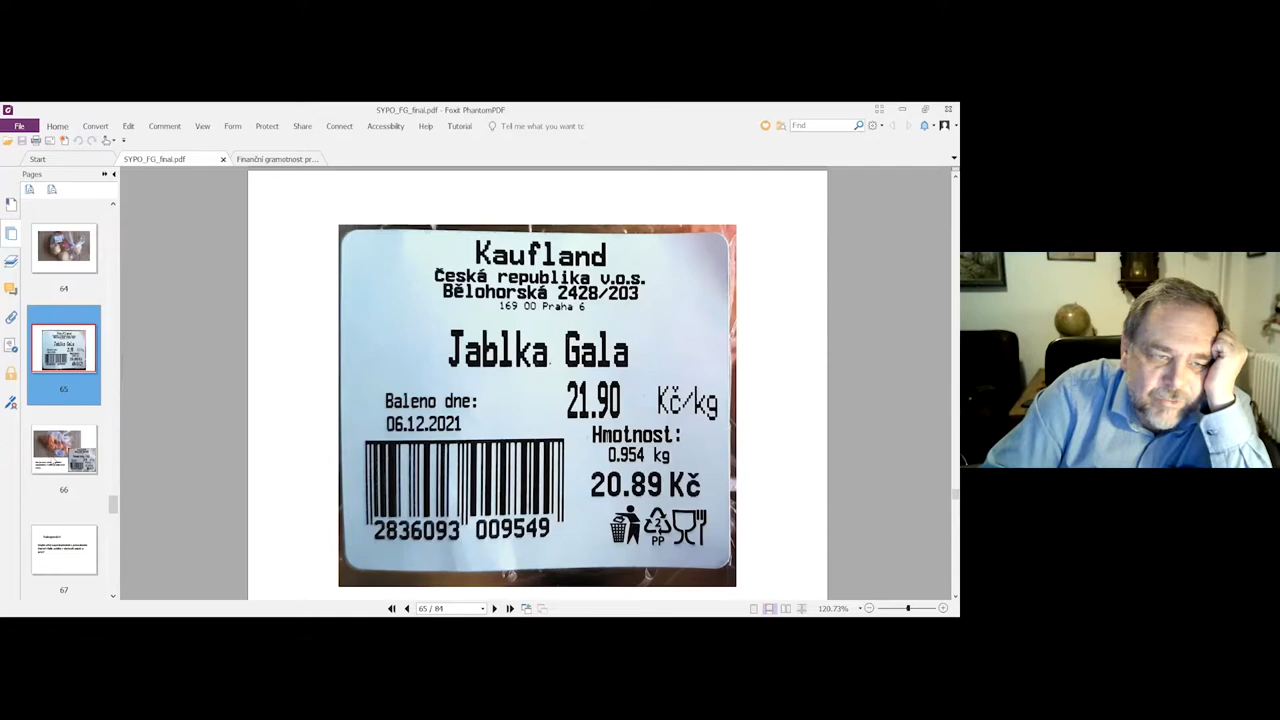 SYPO_FG_final.pdf - Foxit PhantomPDF
File Home Convert Edit Comment View Form Protect Share Connect Accessibility Help Tutorial Tell me what you want tc Find
Start SYPO_FG_final.pdf Finanční gramotnost pr...
Pages
64
65
66
67
Kaufland
Česká republika v.o.s.
Bělohorská 2428/203
169 00 Praha 6
Jablka Gala
21.90 Kč/kg
Baleno dne:
06.12.2021
Hmotnost:
0.954 kg
20.89 Kč
2836093 009549
PP
65 / 84
120.73%